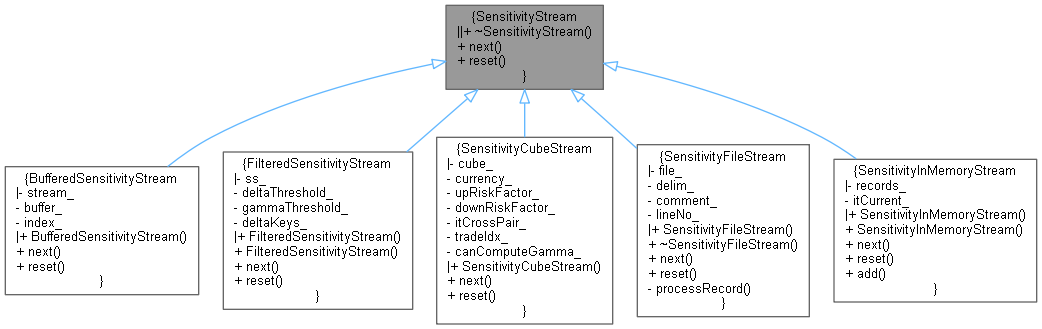 {SensitivityStream
||+ ~SensitivityStream()
+ next()
+ reset()
}
{BufferedSensitivityStream
|- stream_
- buffer_
- index_
|+ BufferedSensitivityStream()
+ next()
+ reset()
}
{FilteredSensitivityStream
|- ss_
- deltaThreshold_
- gammaThreshold_
- deltaKeys_
|+ FilteredSensitivityStream()
+ FilteredSensitivityStream()
+ next()
+ reset()
}
{SensitivityCubeStream
|- cube_
- currency_
- upRiskFactor_
- downRiskFactor_
- itCrossPair_
- tradeIdx_
- canComputeGamma_
|+ SensitivityCubeStream()
+ next()
+ reset()
}
{SensitivityFileStream
|- file_
- delim_
- comment_
- lineNo_
|+ SensitivityFileStream()
+ ~SensitivityFileStream()
+ next()
+ reset()
- processRecord()
}
{SensitivityInMemoryStream
|- records_
- itCurrent_
|+ SensitivityInMemoryStream()
+ SensitivityInMemoryStream()
+ next()
+ reset()
+ add()
}